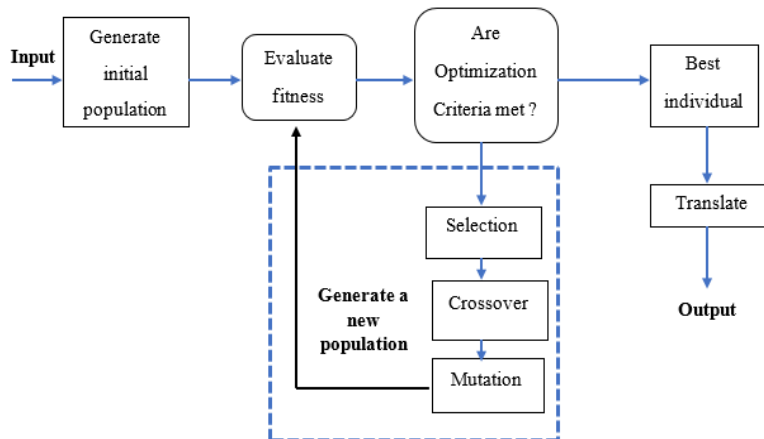 Input
Generate
initial
population
Evaluate
fitness
Are
Optimization
Criteria met ?
Best
individual
Translate
Output
Selection
Crossover
Mutation
Generate a
new
population